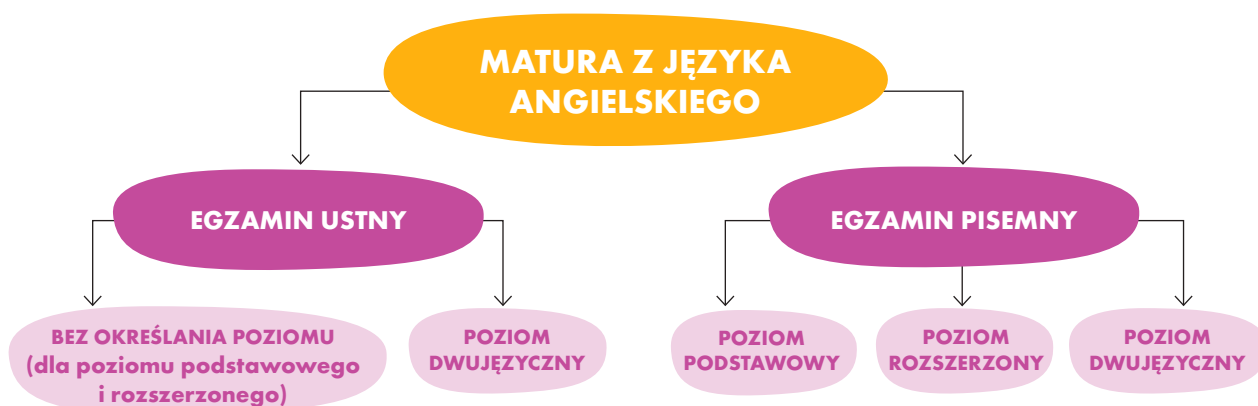 MATURA Z JĘZYKA
ANGIELSKIEGO
EGZAMIN USTNY
EGZAMIN PISEMNY
BEZ OKREŚLANIA POZIOMU
(dla poziomu podstawowego
i rozszerzonego)
POZIOM
DWUJĘZYCZNY
POZIOM
PODSTAWOWY
POZIOM
ROZSZERZONY
POZIOM
DWUJĘZYCZNY